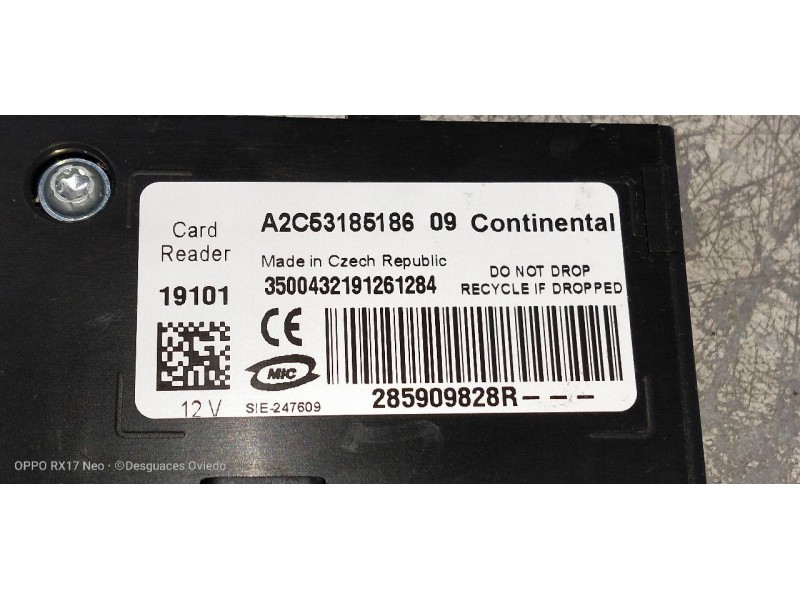 Card
Reader
19101
12 V
A2C53185186 09 Continental
Made in Czech Republic
3500432191261284
DO NOT DROP
RECYCLE IF DROPPED
CE
MIC
SIE-247609
285909828R---
OPPO RX17 Neo · ©Desguaces Oviedo